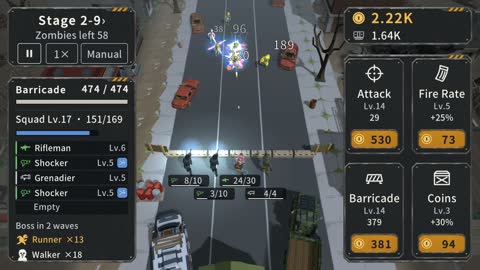 Stage 2-9›
Zombies left 58
1×
Manual
Barricade 474 / 474
Squad Lv.17 · 151/169
Rifleman Lv.6
Shocker Lv.5
Grenadier Lv.5
Shocker Lv.5
Empty
Boss in 2 waves
Runner ×13
Walker ×18
38
96
189
8/10
24/30
3/10
4/4
2.22K
1.64K
Attack
Lv.14
29
530
Fire Rate
Lv.5
+25%
73
Barricade
Lv.14
379
381
Coins
Lv.3
+30%
94